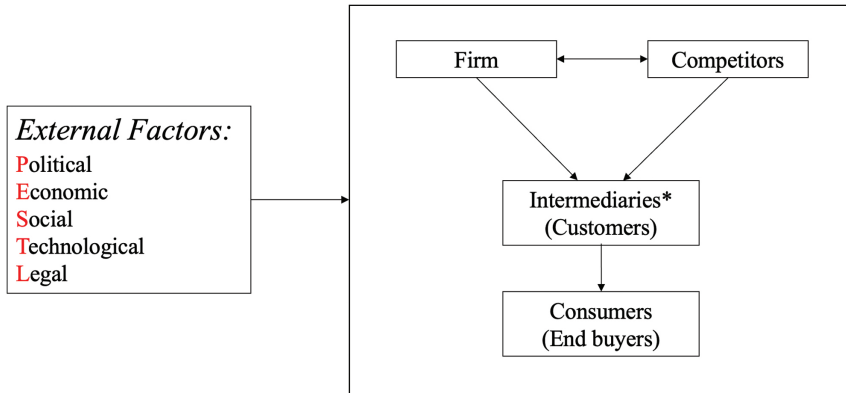 External Factors:
Political
Economic
Social
Technological
Legal
Firm
Competitors
Intermediaries*
(Customers)
Consumers
(End buyers)